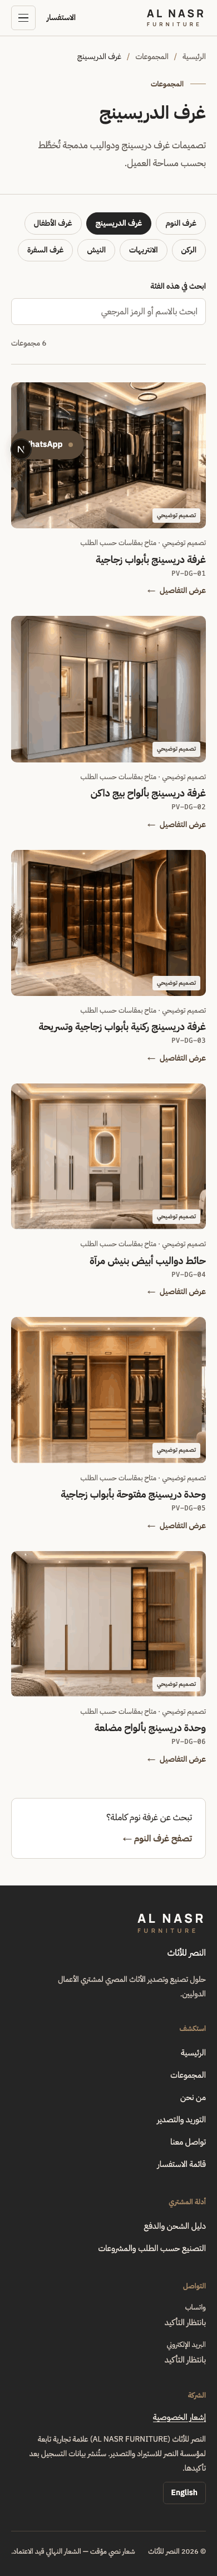 AL NASR
FURNITURE
الاستفسار
الرئيسية / المجموعات / غرف الدريسينج
المجموعات
غرف الدريسينج
تصميمات غرف دريسينج ودواليب مدمجة تُخطَّط
بحسب مساحة العميل.
غرف النوم
غرف الدريسينج
غرف الأطفال
الركن
الانتريهات
النيش
غرف السفرة
ابحث في هذه الفئة
ابحث بالاسم أو الرمز المرجعي
6 مجموعات
WhatsApp
N
تصميم توضيحي
تصميم توضيحي · متاح بمقاسات حسب الطلب
غرفة دريسينج بأبواب زجاجية
PV-DG-01
عرض التفاصيل ←
تصميم توضيحي
تصميم توضيحي · متاح بمقاسات حسب الطلب
غرفة دريسينج بألواح بيج داكن
PV-DG-02
عرض التفاصيل ←
تصميم توضيحي
تصميم توضيحي · متاح بمقاسات حسب الطلب
غرفة دريسينج ركنية بأبواب زجاجية وتسريحة
PV-DG-03
عرض التفاصيل ←
تصميم توضيحي
تصميم توضيحي · متاح بمقاسات حسب الطلب
حائط دواليب أبيض بنيش مرآة
PV-DG-04
عرض التفاصيل ←
تصميم توضيحي
تصميم توضيحي · متاح بمقاسات حسب الطلب
وحدة دريسينج مفتوحة بأبواب زجاجية
PV-DG-05
عرض التفاصيل ←
تصميم توضيحي
تصميم توضيحي · متاح بمقاسات حسب الطلب
وحدة دريسينج بألواح مضلعة
PV-DG-06
عرض التفاصيل ←
تبحث عن غرفة نوم كاملة؟
تصفح غرف النوم ←
AL NASR
FURNITURE
النصر للأثاث
حلول تصنيع وتصدير الأثاث المصري لمشتري الأعمال
الدوليين.
استكشف
الرئيسية
المجموعات
من نحن
التوريد والتصدير
تواصل معنا
قائمة الاستفسار
أدلة المشتري
دليل الشحن والدفع
التصنيع حسب الطلب والمشروعات
التواصل
واتساب
بانتظار التأكيد
البريد الإلكتروني
بانتظار التأكيد
الشركة
إشعار الخصوصية
النصر للأثاث (AL NASR FURNITURE) علامة تجارية تابعة
لمؤسسة النصر للاستيراد والتصدير. ستُنشر بيانات التسجيل بعد
تأكيدها.
English
© 2026 النصر للأثاث
شعار نصي مؤقت — الشعار النهائي قيد الاعتماد.